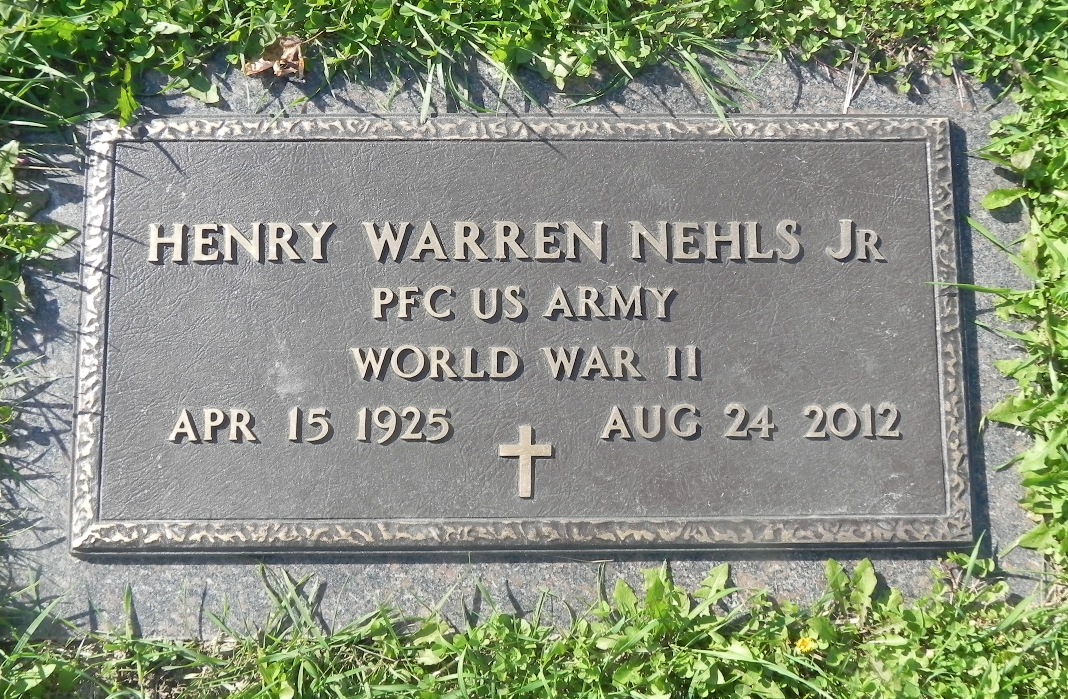 HENRY WARREN NEHLS JR
PFC US ARMY
WORLD WAR II
APR 15 1925 AUG 24 2012